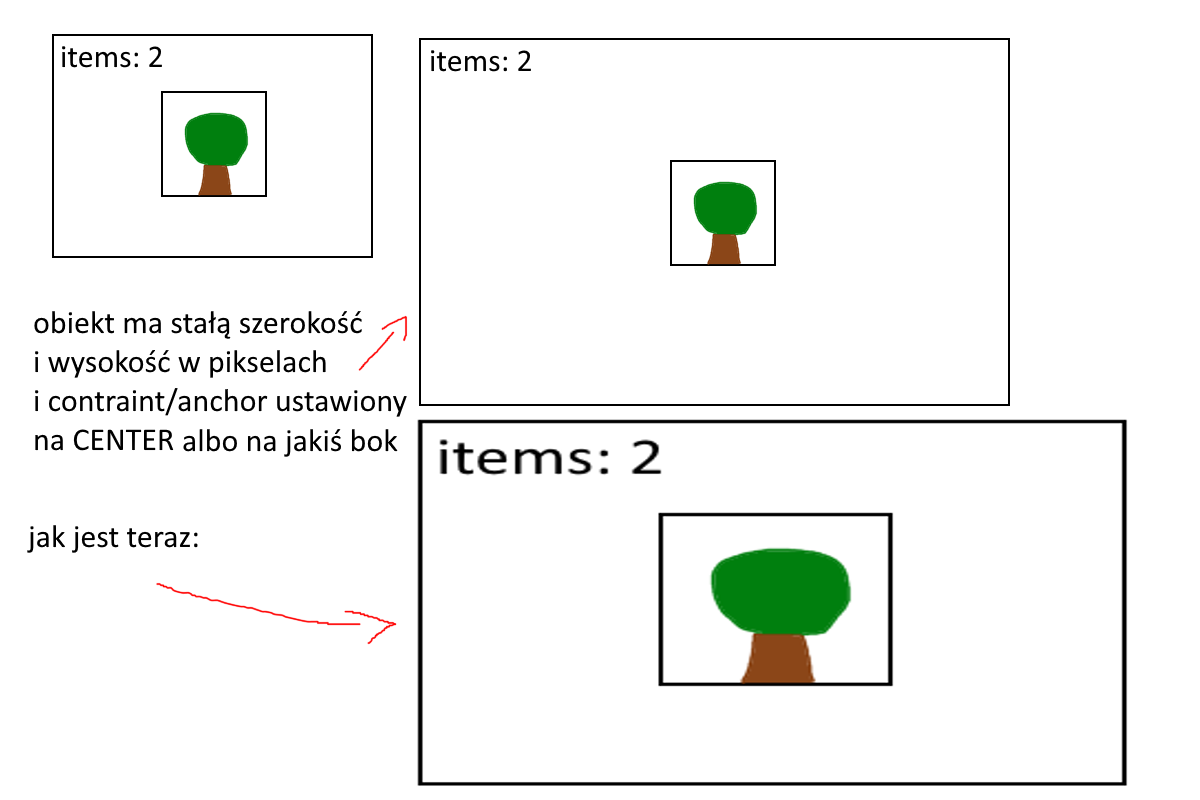 items: 2
items: 2
obiekt ma stałą szerokość
i wysokość w pikselach
i contraint/anchor ustawiony
na CENTER albo na jakiś bok
items: 2
jak jest teraz: